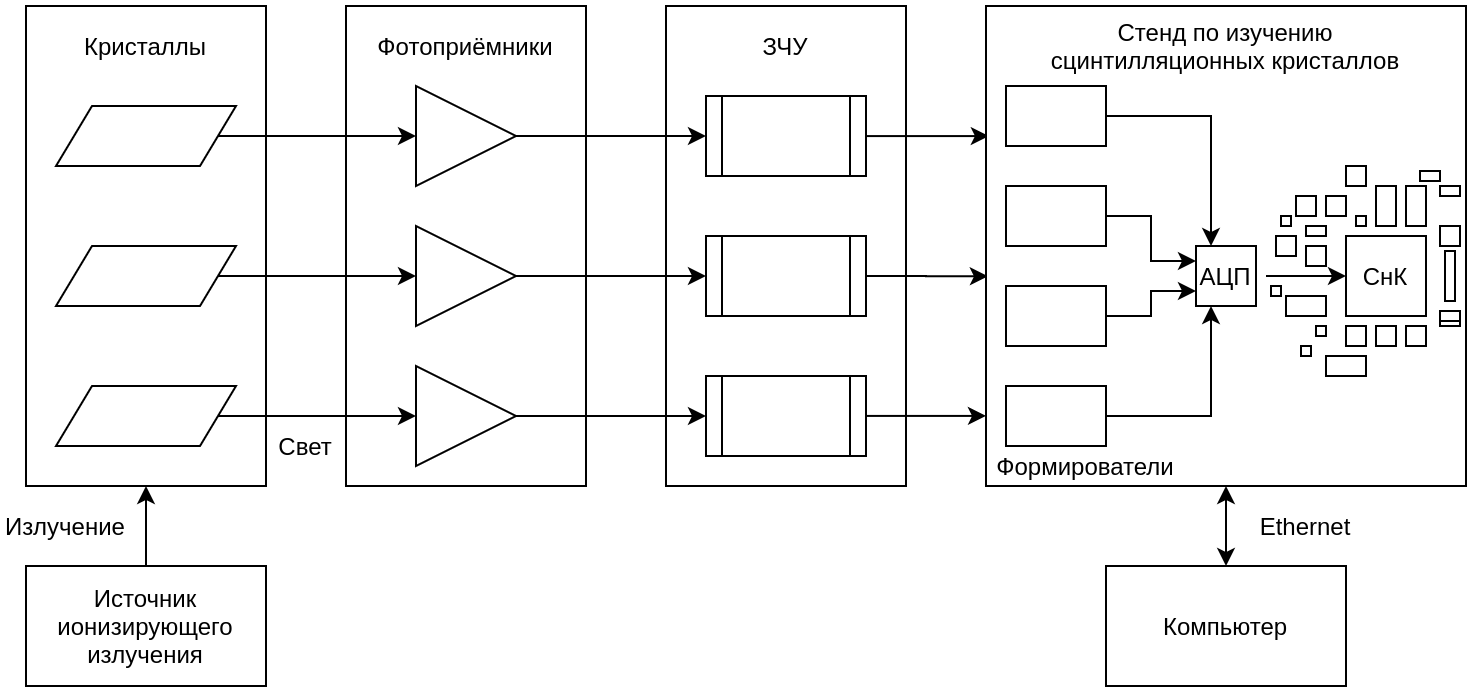 Кристаллы
Фотоприёмники
ЗЧУ
Стенд по изучению
сцинтилляционных кристаллов
АЦП
СнК
Свет
Формирователи
Излучение
Ethernet
Источник
ионизирующего
излучения
Компьютер